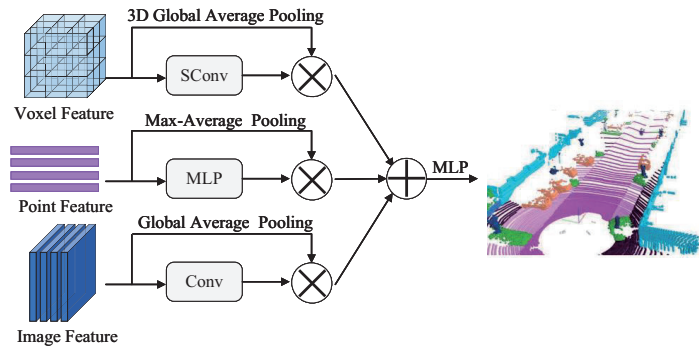 3D Global Average Pooling
SConv
Voxel Feature
Max-Average Pooling
MLP
MLP
Point Feature
Global Average Pooling
Conv
Image Feature